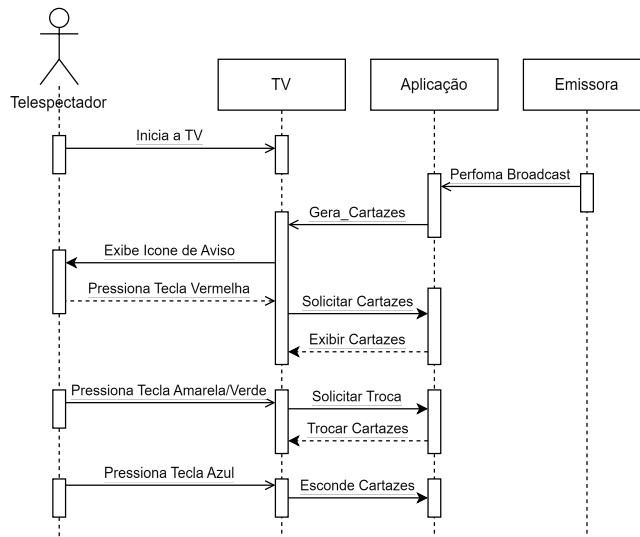 Telespectador
TV
Aplicação
Emissora
Inicia a TV
Perfoma Broadcast
Gera_Cartazes
Exibe Icone de Aviso
Pressiona Tecla Vermelha
Solicitar Cartazes
Exibir Cartazes
Pressiona Tecla Amarela/Verde
Solicitar Troca
Trocar Cartazes
Pressiona Tecla Azul
Esconde Cartazes